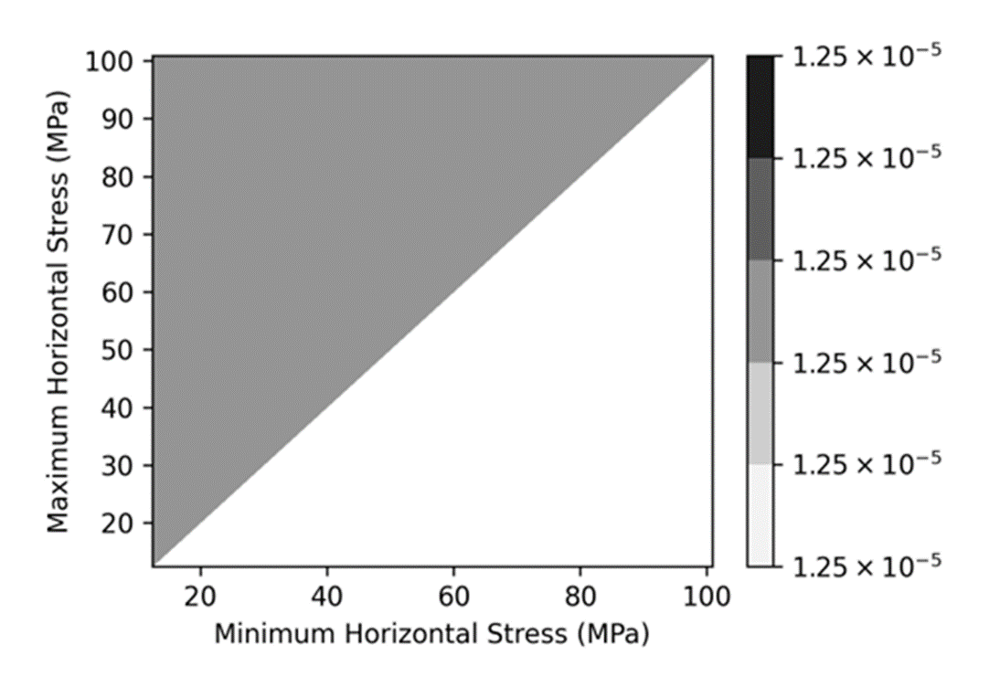 100
90
80
70
60
50
40
30
20
Maximum Horizontal Stress (MPa)
20 40 60 80 100
Minimum Horizontal Stress (MPa)
1.25 × 10⁻⁵
1.25 × 10⁻⁵
1.25 × 10⁻⁵
1.25 × 10⁻⁵
1.25 × 10⁻⁵
1.25 × 10⁻⁵